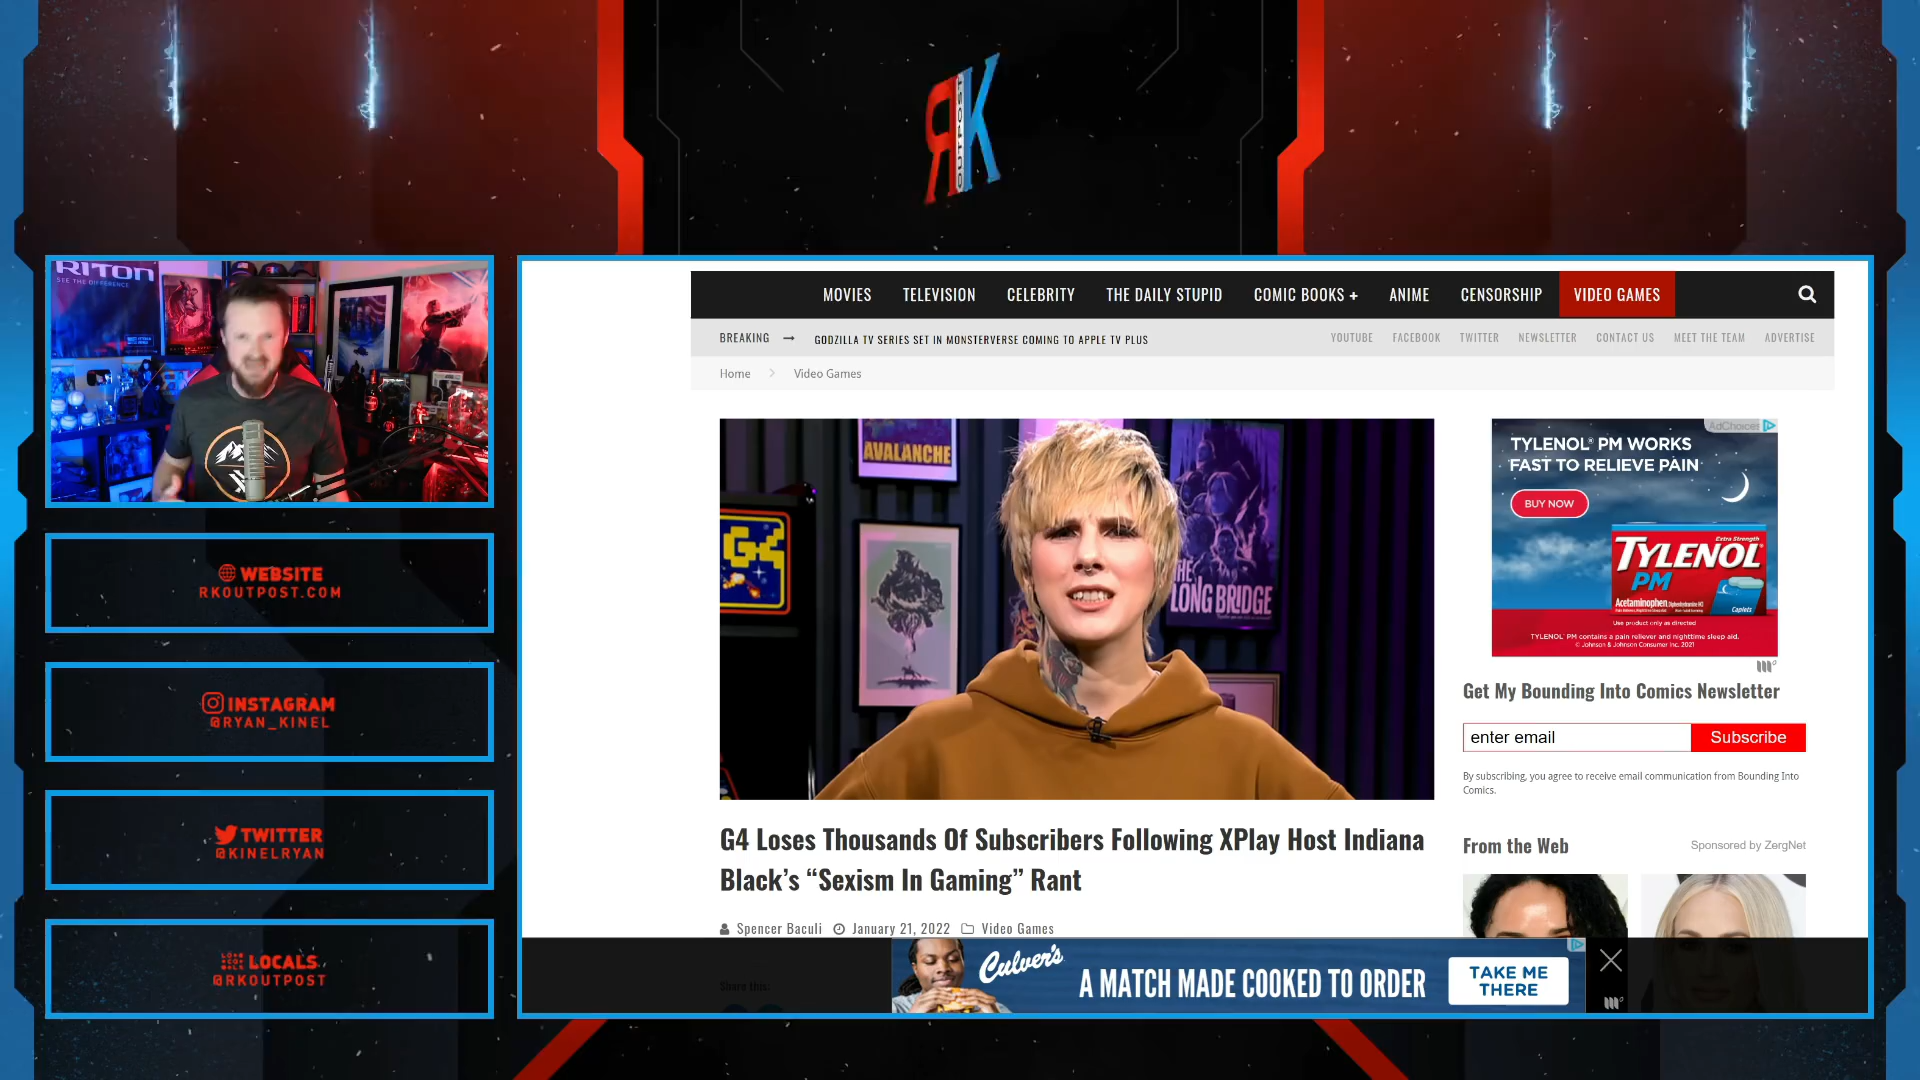 RK
OUTPOST
RITON
SEE THE DIFFERENCE
WEBSITE
RKOUTPOST.COM
INSTAGRAM
@RYAN_KINEL
TWITTER
@KINELRYAN
LOCALS
@RKOUTPOST
MOVIES TELEVISION CELEBRITY THE DAILY STUPID COMIC BOOKS + ANIME CENSORSHIP VIDEO GAMES
BREAKING → GODZILLA TV SERIES SET IN MONSTERVERSE COMING TO APPLE TV PLUS
YOUTUBE FACEBOOK TWITTER NEWSLETTER CONTACT US MEET THE TEAM ADVERTISE
Home > Video Games
AVALANCHE
G4
THE LONG BRIDGE
G4 Loses Thousands Of Subscribers Following XPlay Host Indiana
Black's “Sexism In Gaming” Rant
Spencer Baculi January 21, 2022 Video Games
Share this:
AdChoices
TYLENOL® PM WORKS
FAST TO RELIEVE PAIN
BUY NOW
Extra Strength
TYLENOL
PM
Acetaminophen
Caplets
Use product only as directed
TYLENOL® PM contains a pain reliever and nighttime sleep aid.
© Johnson & Johnson Consumer Inc. 2021
Get My Bounding Into Comics Newsletter
enter email Subscribe
By subscribing, you agree to receive email communication from Bounding Into
Comics.
From the Web Sponsored by ZergNet
Culver's
A MATCH MADE COOKED TO ORDER
TAKE ME
THERE